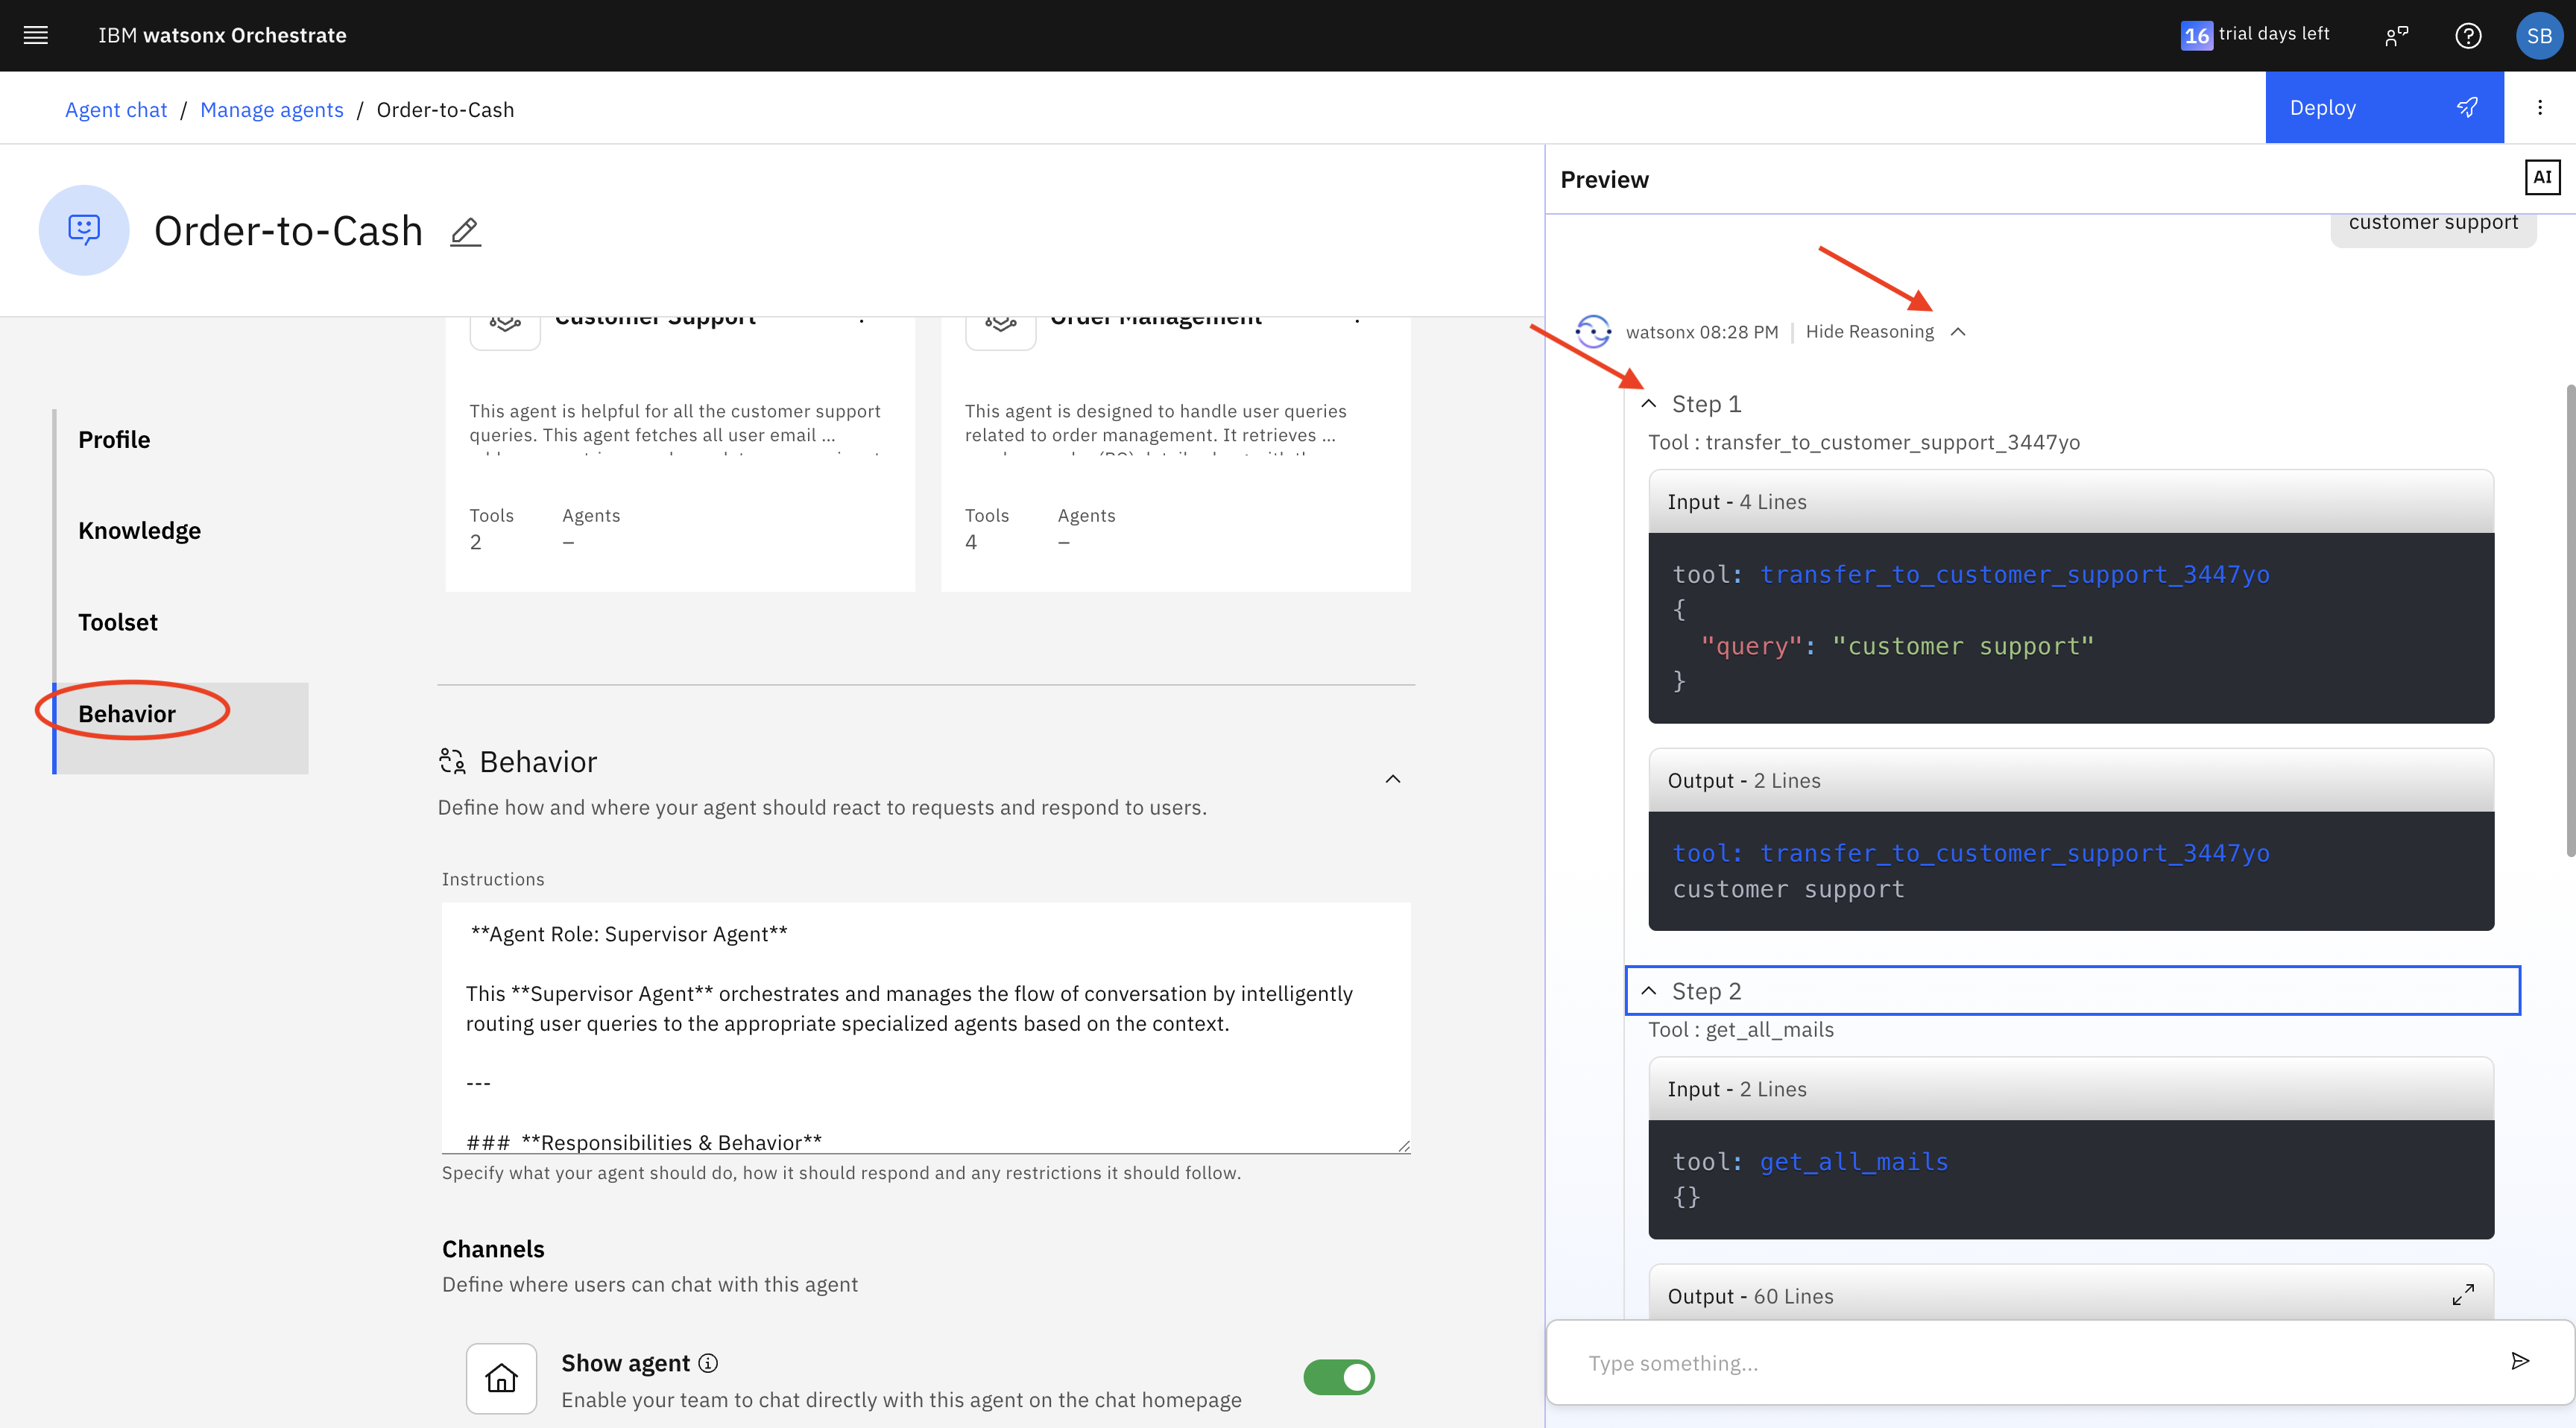 IBM watsonx Orchestrate
16 trial days left
SB
Agent chat / Manage agents / Order-to-Cash
Deploy
Order-to-Cash
Profile
Knowledge
Toolset
Behavior
Customer Support
Order Management
This agent is helpful for all the customer support
queries. This agent fetches all user email ...
This agent is designed to handle user queries
related to order management. It retrieves ...
Tools
Agents
2
–
Tools
Agents
4
–
Behavior
Define how and where your agent should react to requests and respond to users.
Instructions
**Agent Role: Supervisor Agent**
This **Supervisor Agent** orchestrates and manages the flow of conversation by intelligently
routing user queries to the appropriate specialized agents based on the context.
---
### **Responsibilities & Behavior**
Specify what your agent should do, how it should respond and any restrictions it should follow.
Channels
Define where users can chat with this agent
Show agent
Enable your team to chat directly with this agent on the chat homepage
Preview
AI
customer support
watsonx 08:28 PM | Hide Reasoning
Step 1
Tool : transfer_to_customer_support_3447yo
Input - 4 Lines
tool: transfer_to_customer_support_3447yo
{
"query": "customer support"
}
Output - 2 Lines
tool: transfer_to_customer_support_3447yo
customer support
Step 2
Tool : get_all_mails
Input - 2 Lines
tool: get_all_mails
{}
Output - 60 Lines
Type something...